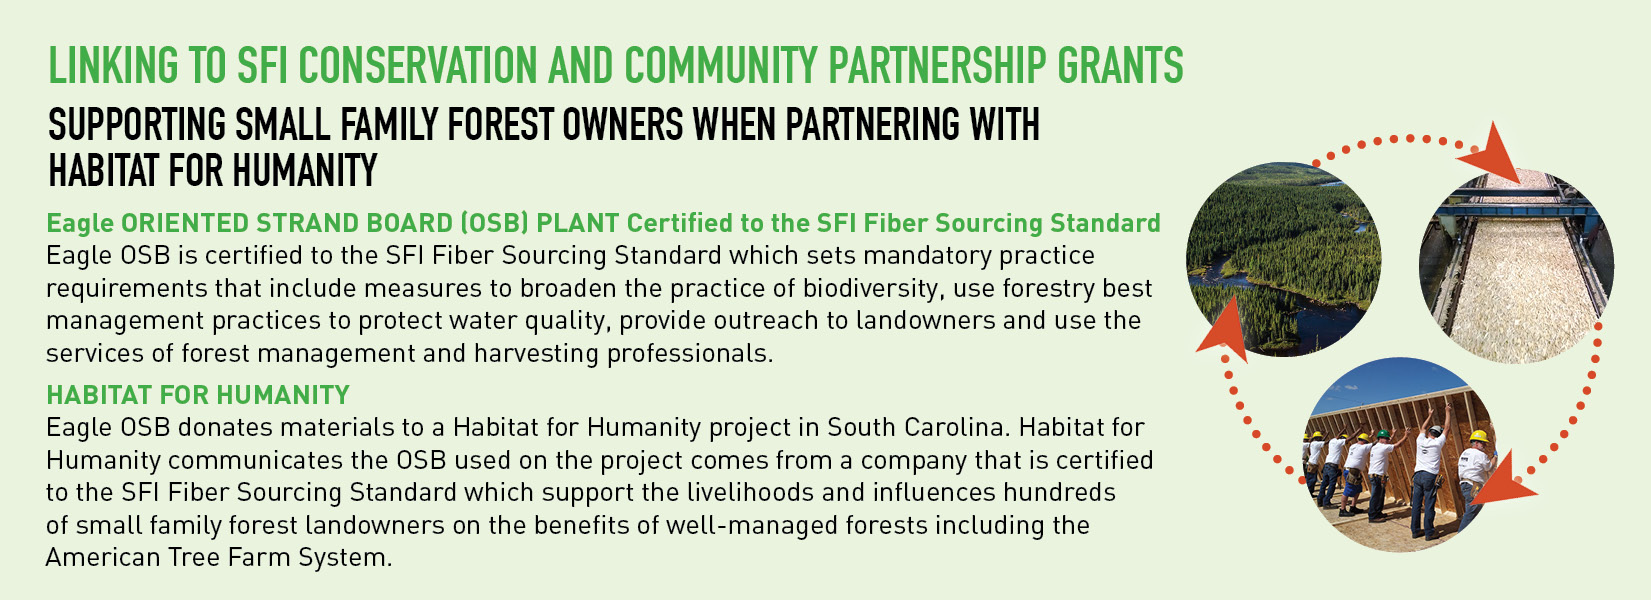 LINKING TO SFI CONSERVATION AND COMMUNITY PARTNERSHIP GRANTS
SUPPORTING SMALL FAMILY FOREST OWNERS WHEN PARTNERING WITH
HABITAT FOR HUMANITY
Eagle ORIENTED STRAND BOARD (OSB) PLANT Certified to the SFI Fiber Sourcing Standard
Eagle OSB is certified to the SFI Fiber Sourcing Standard which sets mandatory practice
requirements that include measures to broaden the practice of biodiversity, use forestry best
management practices to protect water quality, provide outreach to landowners and use the
services of forest management and harvesting professionals.
HABITAT FOR HUMANITY
Eagle OSB donates materials to a Habitat for Humanity project in South Carolina. Habitat for
Humanity communicates the OSB used on the project comes from a company that is certified
to the SFI Fiber Sourcing Standard which support the livelihoods and influences hundreds
of small family forest landowners on the benefits of well-managed forests including the
American Tree Farm System.